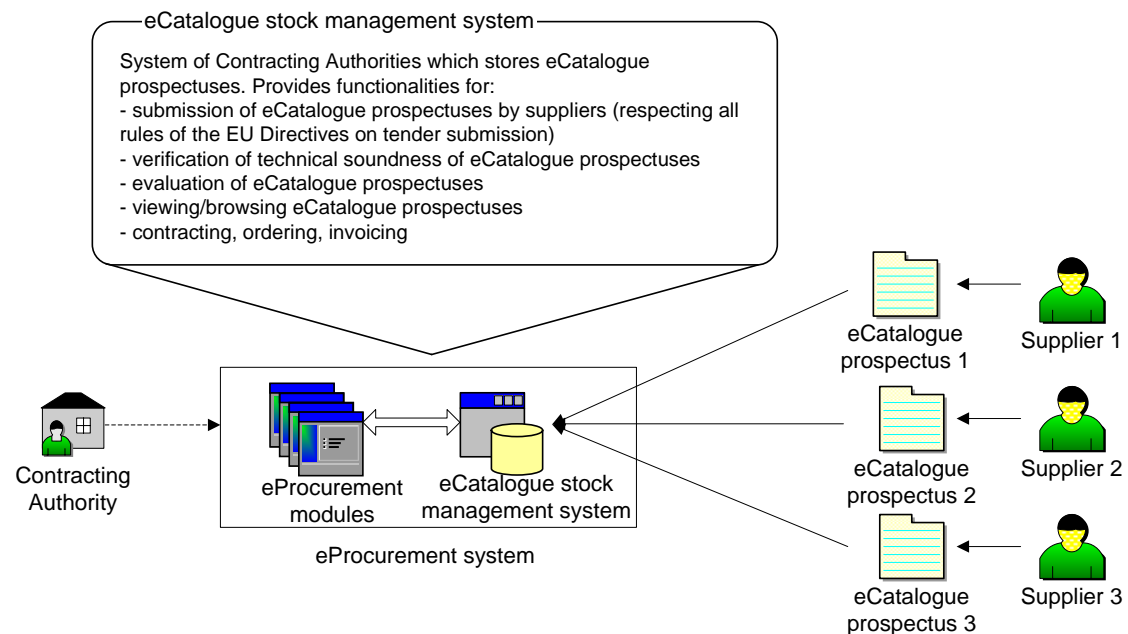 eCatalogue stock management system
System of Contracting Authorities which stores eCatalogue
prospectuses. Provides functionalities for:
- submission of eCatalogue prospectuses by suppliers (respecting all
rules of the EU Directives on tender submission)
- verification of technical soundness of eCatalogue prospectuses
- evaluation of eCatalogue prospectuses
- viewing/browsing eCatalogue prospectuses
- contracting, ordering, invoicing
eCatalogue
prospectus 1
Supplier 1
Contracting
Authority
eProcurement
modules
eCatalogue stock
management system
eProcurement system
eCatalogue
prospectus 2
Supplier 2
eCatalogue
prospectus 3
Supplier 3